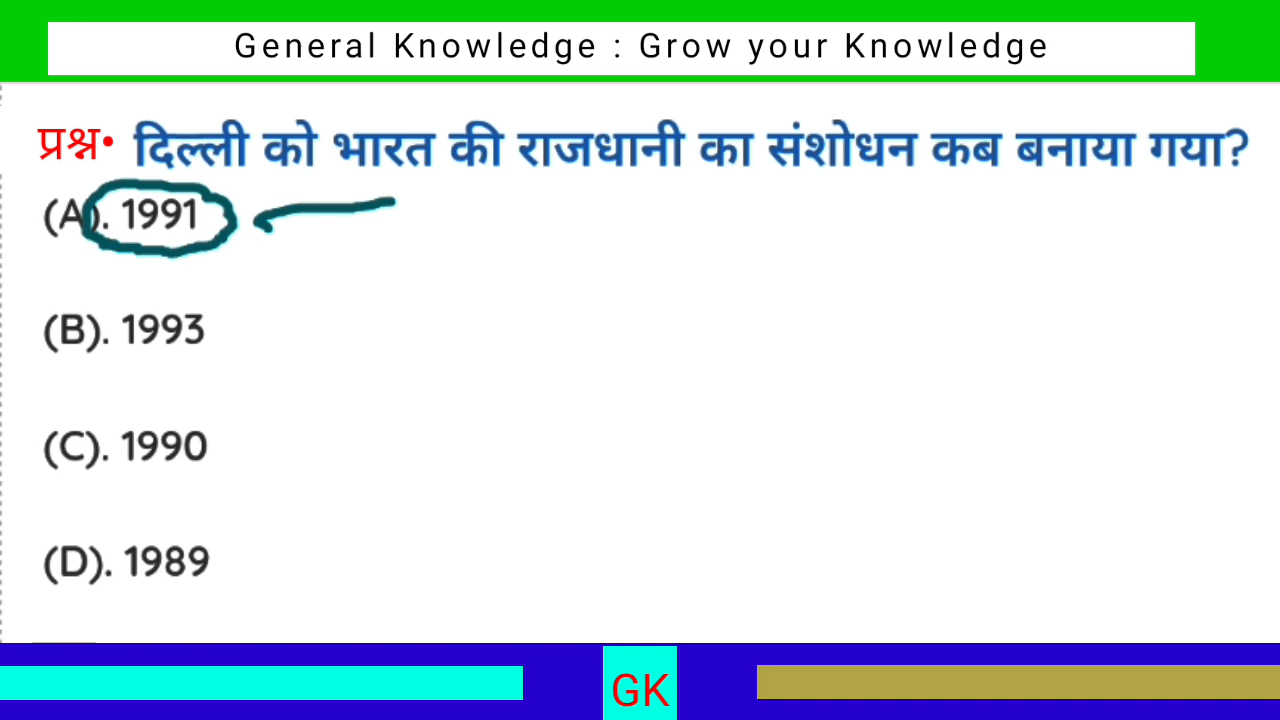 General Knowledge : Grow your Knowledge
प्रश्न• दिल्ली को भारत की राजधानी का संशोधन कब बनाया गया?
(A). 1991
(B). 1993
(C). 1990
(D). 1989
GK